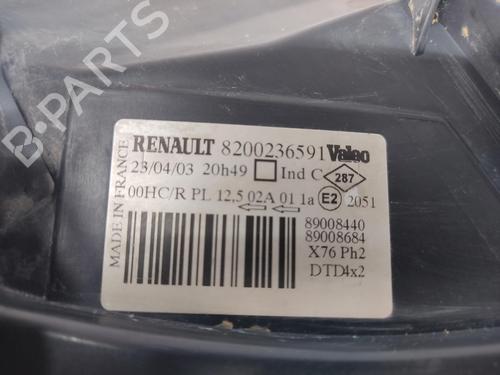 B-PARTS
RENAULT 8200236591 Valeo
23/04/03 20h49 Ind C 287
00HC/R PL 12,5 02A 01 1a E2 2051
89008440
89008684
X76 Ph2
DTD4x2
MADE IN FRANCE